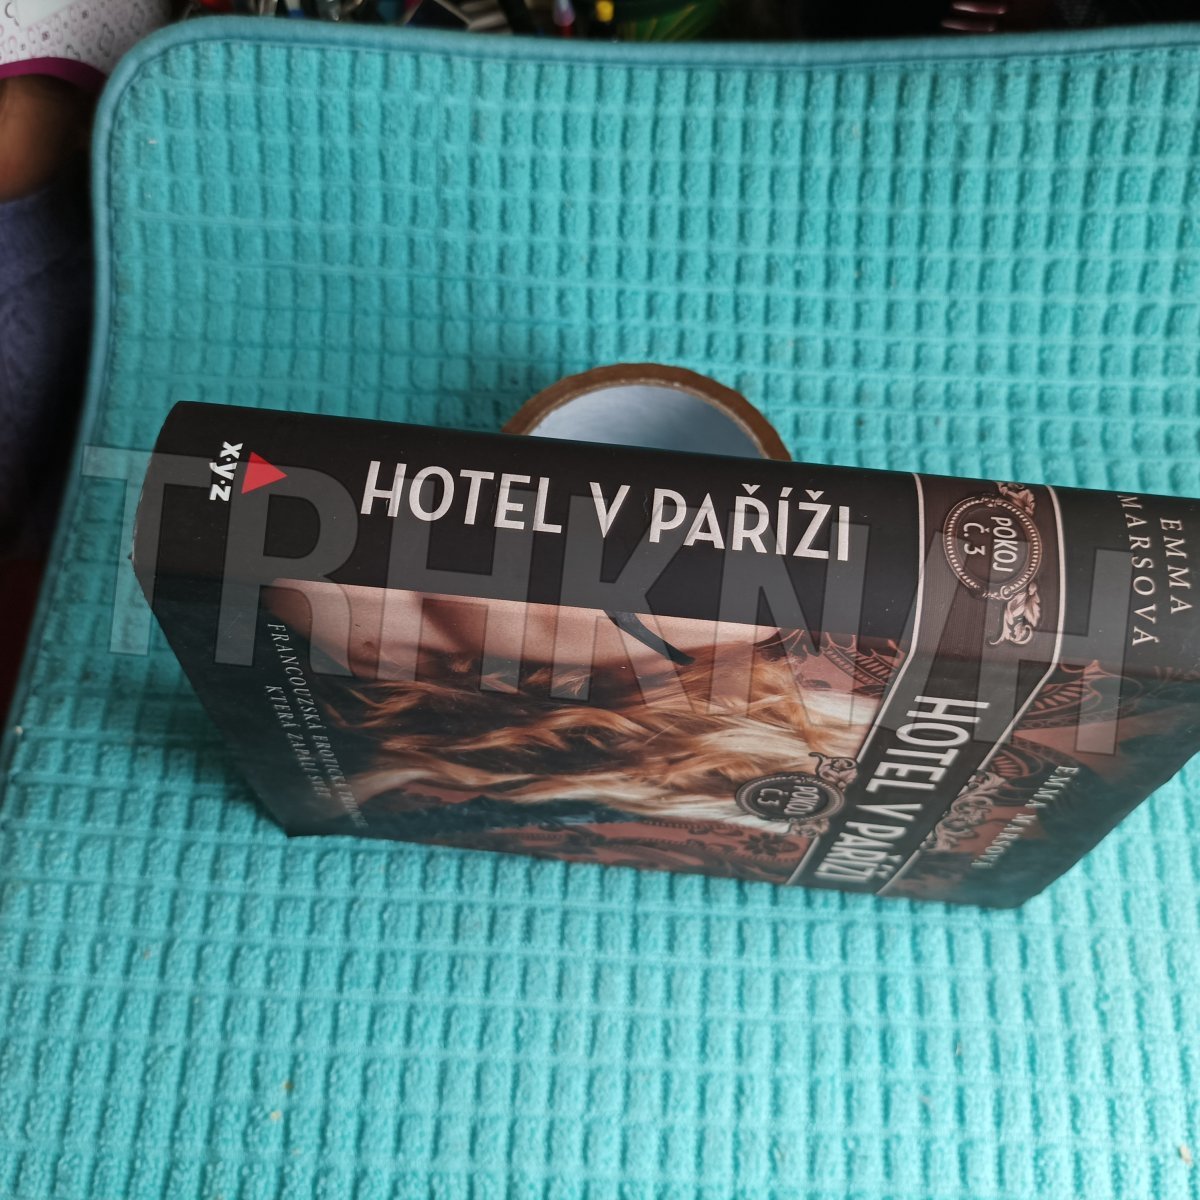 x·y·z
HOTEL V PAŘÍŽI
POKOJ
Č. 3
EMMA
MARSOVÁ
EMMA MARSOVÁ
HOTEL V PAŘÍŽI
POKOJ
Č. 3
FRANCOUZSKÁ EROTICKÁ
KTERÁ ZAPÁLÍ
TRHKNIH